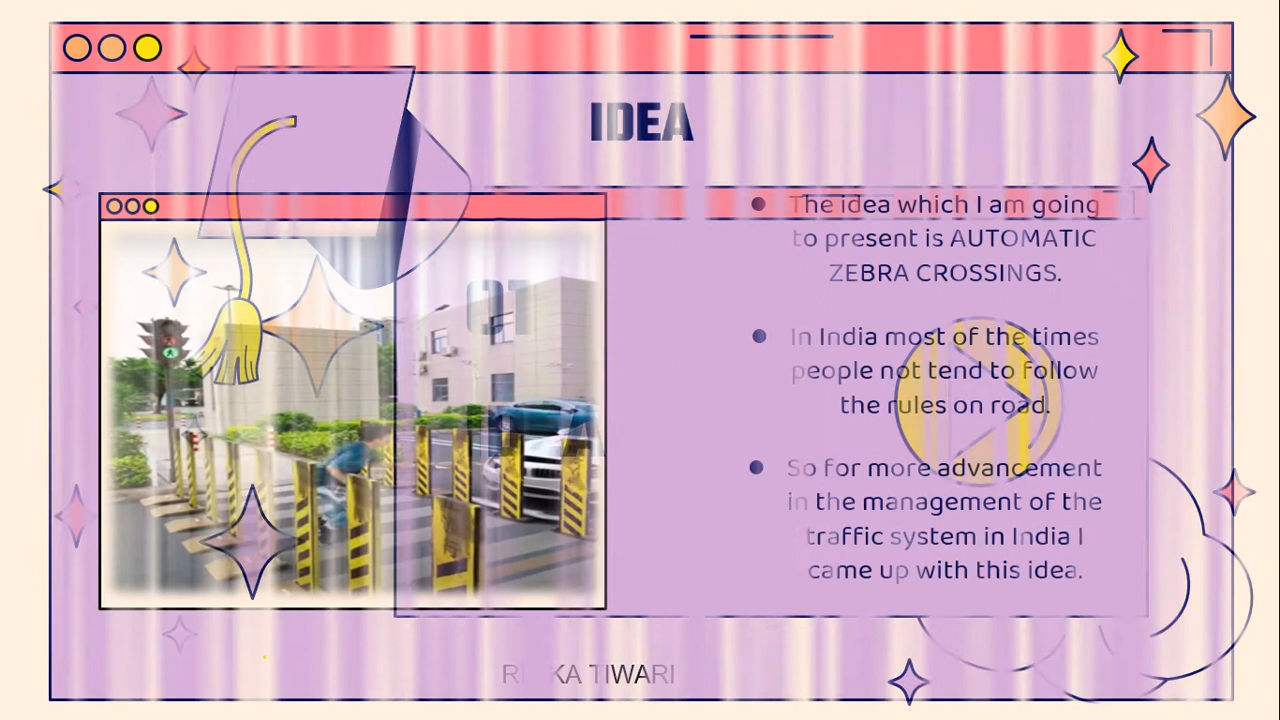 IDEA
The idea which I am going
to present is AUTOMATIC
ZEBRA CROSSINGS.
In India most of the times
people not tend to follow
the rules on road.
So for more advancement
in the management of the
traffic system in India I
came up with this idea.
TIWARI